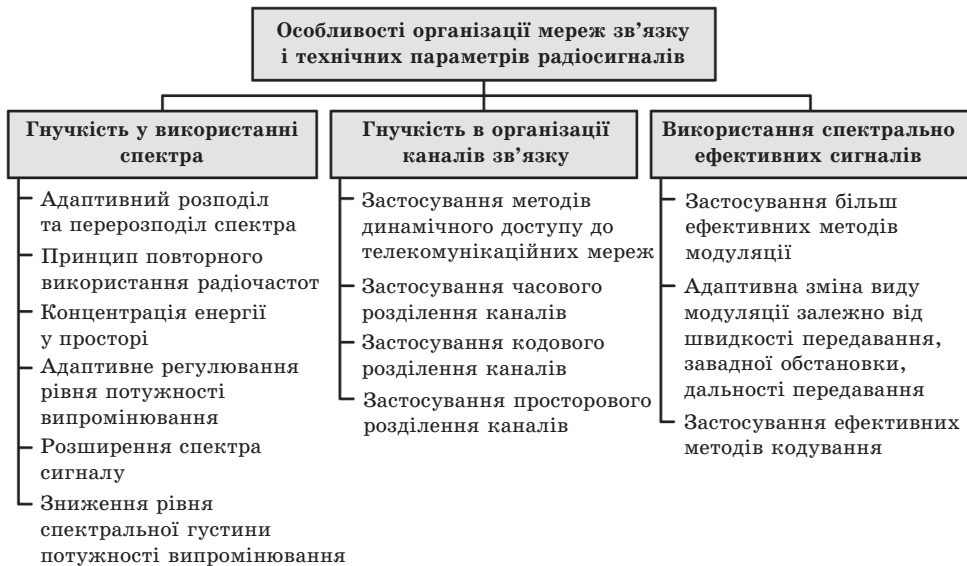 Особливості організації мереж зв’язку
і технічних параметрів радіосигналів
Гнучкість у використанні
спектра
Адаптивний розподіл
та перерозподіл спектра
Принцип повторного
використання радіочастот
Концентрація енергії
у просторі
Адаптивне регулювання
рівня потужності
випромінювання
Розширення спектра
сигналу
Зниження рівня
спектральної густини
потужності випромінювання
Гнучкість в організації
каналів зв’язку
Застосування методів
динамічного доступу до
телекомунікаційних мереж
Застосування часового
розділення каналів
Застосування кодового
розділення каналів
Застосування просторового
розділення каналів
Використання спектрально
ефективних сигналів
Застосування більш
ефективних методів
модуляції
Адаптивна зміна виду
модуляції залежно від
швидкості передавання,
завадної обстановки,
дальності передавання
Застосування ефективних
методів кодування